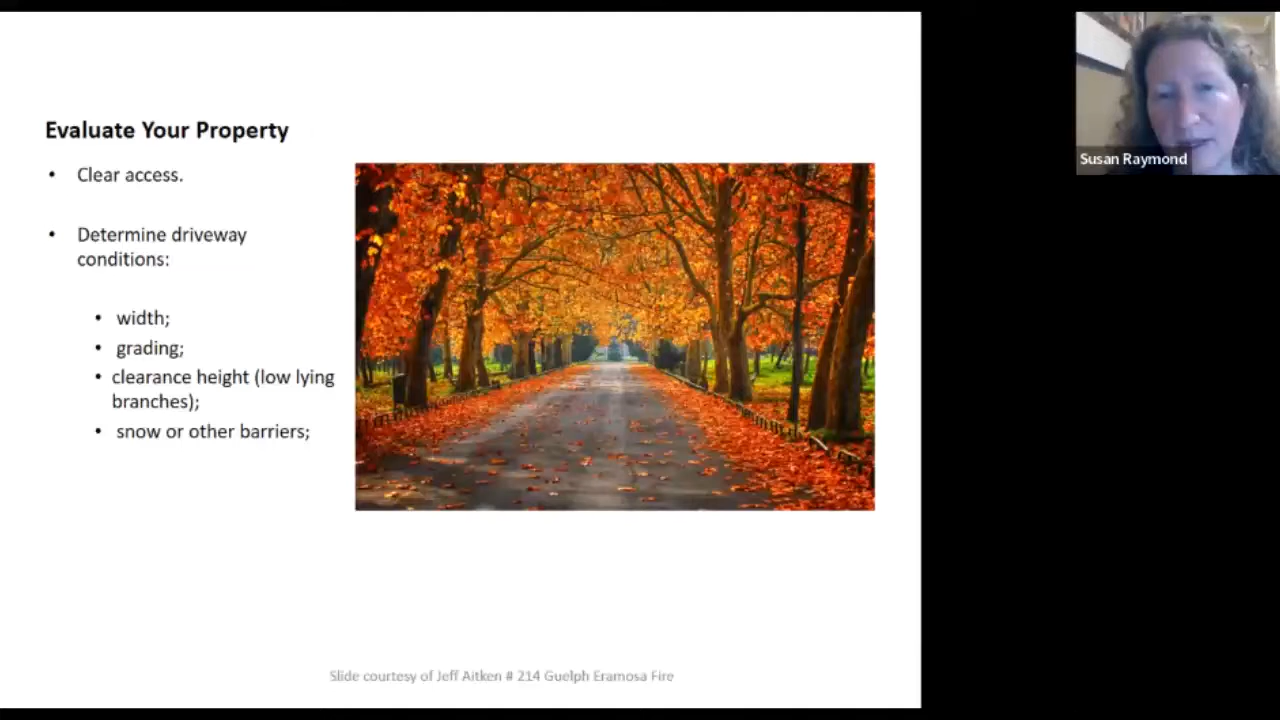 Evaluate Your Property
• Clear access.
• Determine driveway
conditions:
• width;
• grading;
• clearance height (low lying
branches);
• snow or other barriers;
Slide courtesy of Jeff Aitken # 214 Guelph Eramosa Fire
Susan Raymond